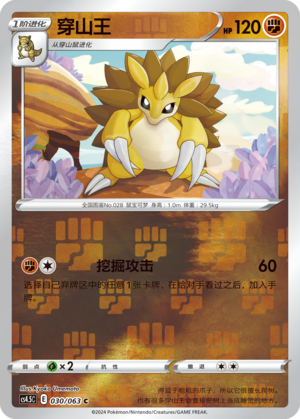 1阶进化
穿山王
HP 120
从穿山鼠进化
全国图鉴No.028 鼠宝可梦 身高：1.0m 体重：29.5kg
挖掘攻击 60
选择自己弃牌区中的任意1张卡牌，在给对手看过之后，加入手牌。
弱点 ×2 抵抗力 撤退
Illus. Kyoko Umemoto
CS4.5C E 030/063 C
©2024 Pokémon/Nintendo/Creatures/GAME FREAK.